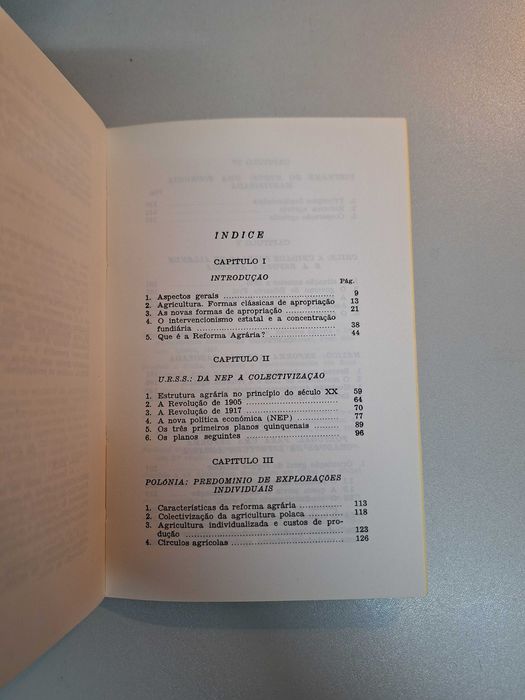 INDICE
CAPITULO I
INTRODUÇÃO
Pág.
1. Aspectos gerais 9
2. Agricultura. Formas clássicas de apropriação 13
3. As novas formas de apropriação 21
4. O intervencionismo estatal e a concentração
fundiária 38
5. Que é a Reforma Agrária? 44
CAPITULO II
U.R.S.S.: DA NEP A COLECTIVIZAÇÃO
1. Estrutura agrária no princípio do século XX 59
2. A Revolução de 1905 64
3. A Revolução de 1917 70
4. A nova política económica (NEP) 77
5. Os três primeiros planos quinquenais 89
6. Os planos seguintes 96
CAPITULO III
POLÓNIA: PREDOMINIO DE EXPLORAÇÕES
INDIVIDUAIS
1. Características da reforma agrária 113
2. Colectivização da agricultura polaca 118
3. Agricultura individualizada e custos de pro-
dução 123
4. Círculos agrícolas 126